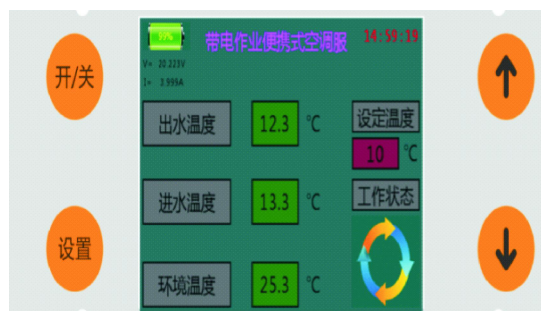 开/关
设置
99%
带电作业便携式空调服
14:59:19
V= 20.223V
I= 3.999A
出水温度 12.3 °C
设定温度
10 °C
进水温度 13.3 °C
工作状态
环境温度 25.3 °C
↑
↓